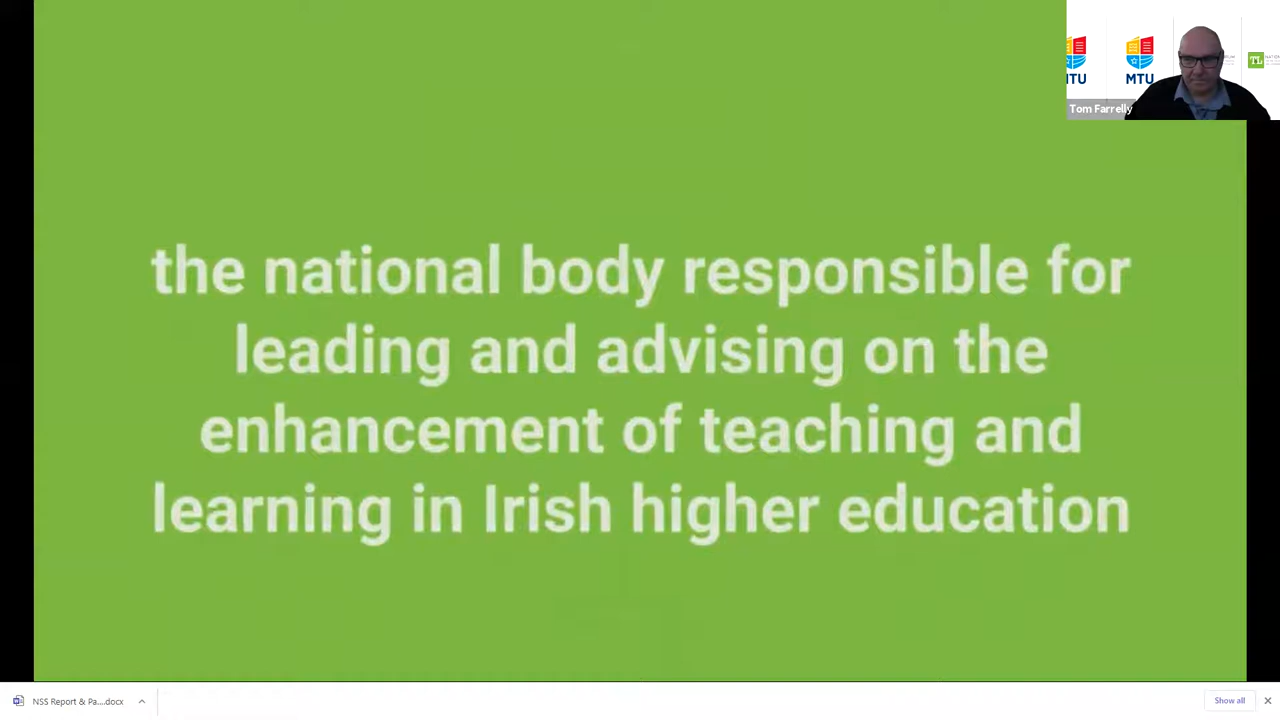 MTU
MTU
TL
Tom Farrelly
the national body responsible for
leading and advising on the
enhancement of teaching and
learning in Irish higher education
NSS Report & Pa....docx
Show all